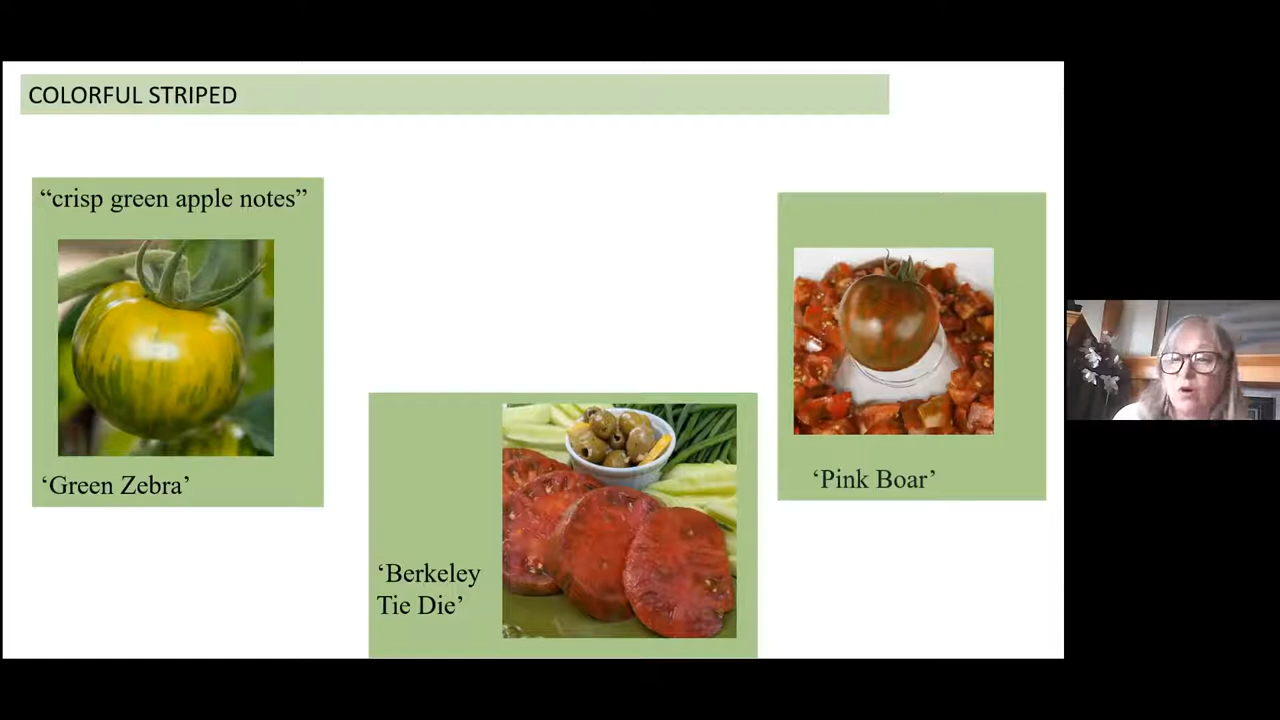 COLORFUL STRIPED
“crisp green apple notes”
‘Green Zebra’
‘Berkeley
Tie Die’
‘Pink Boar’